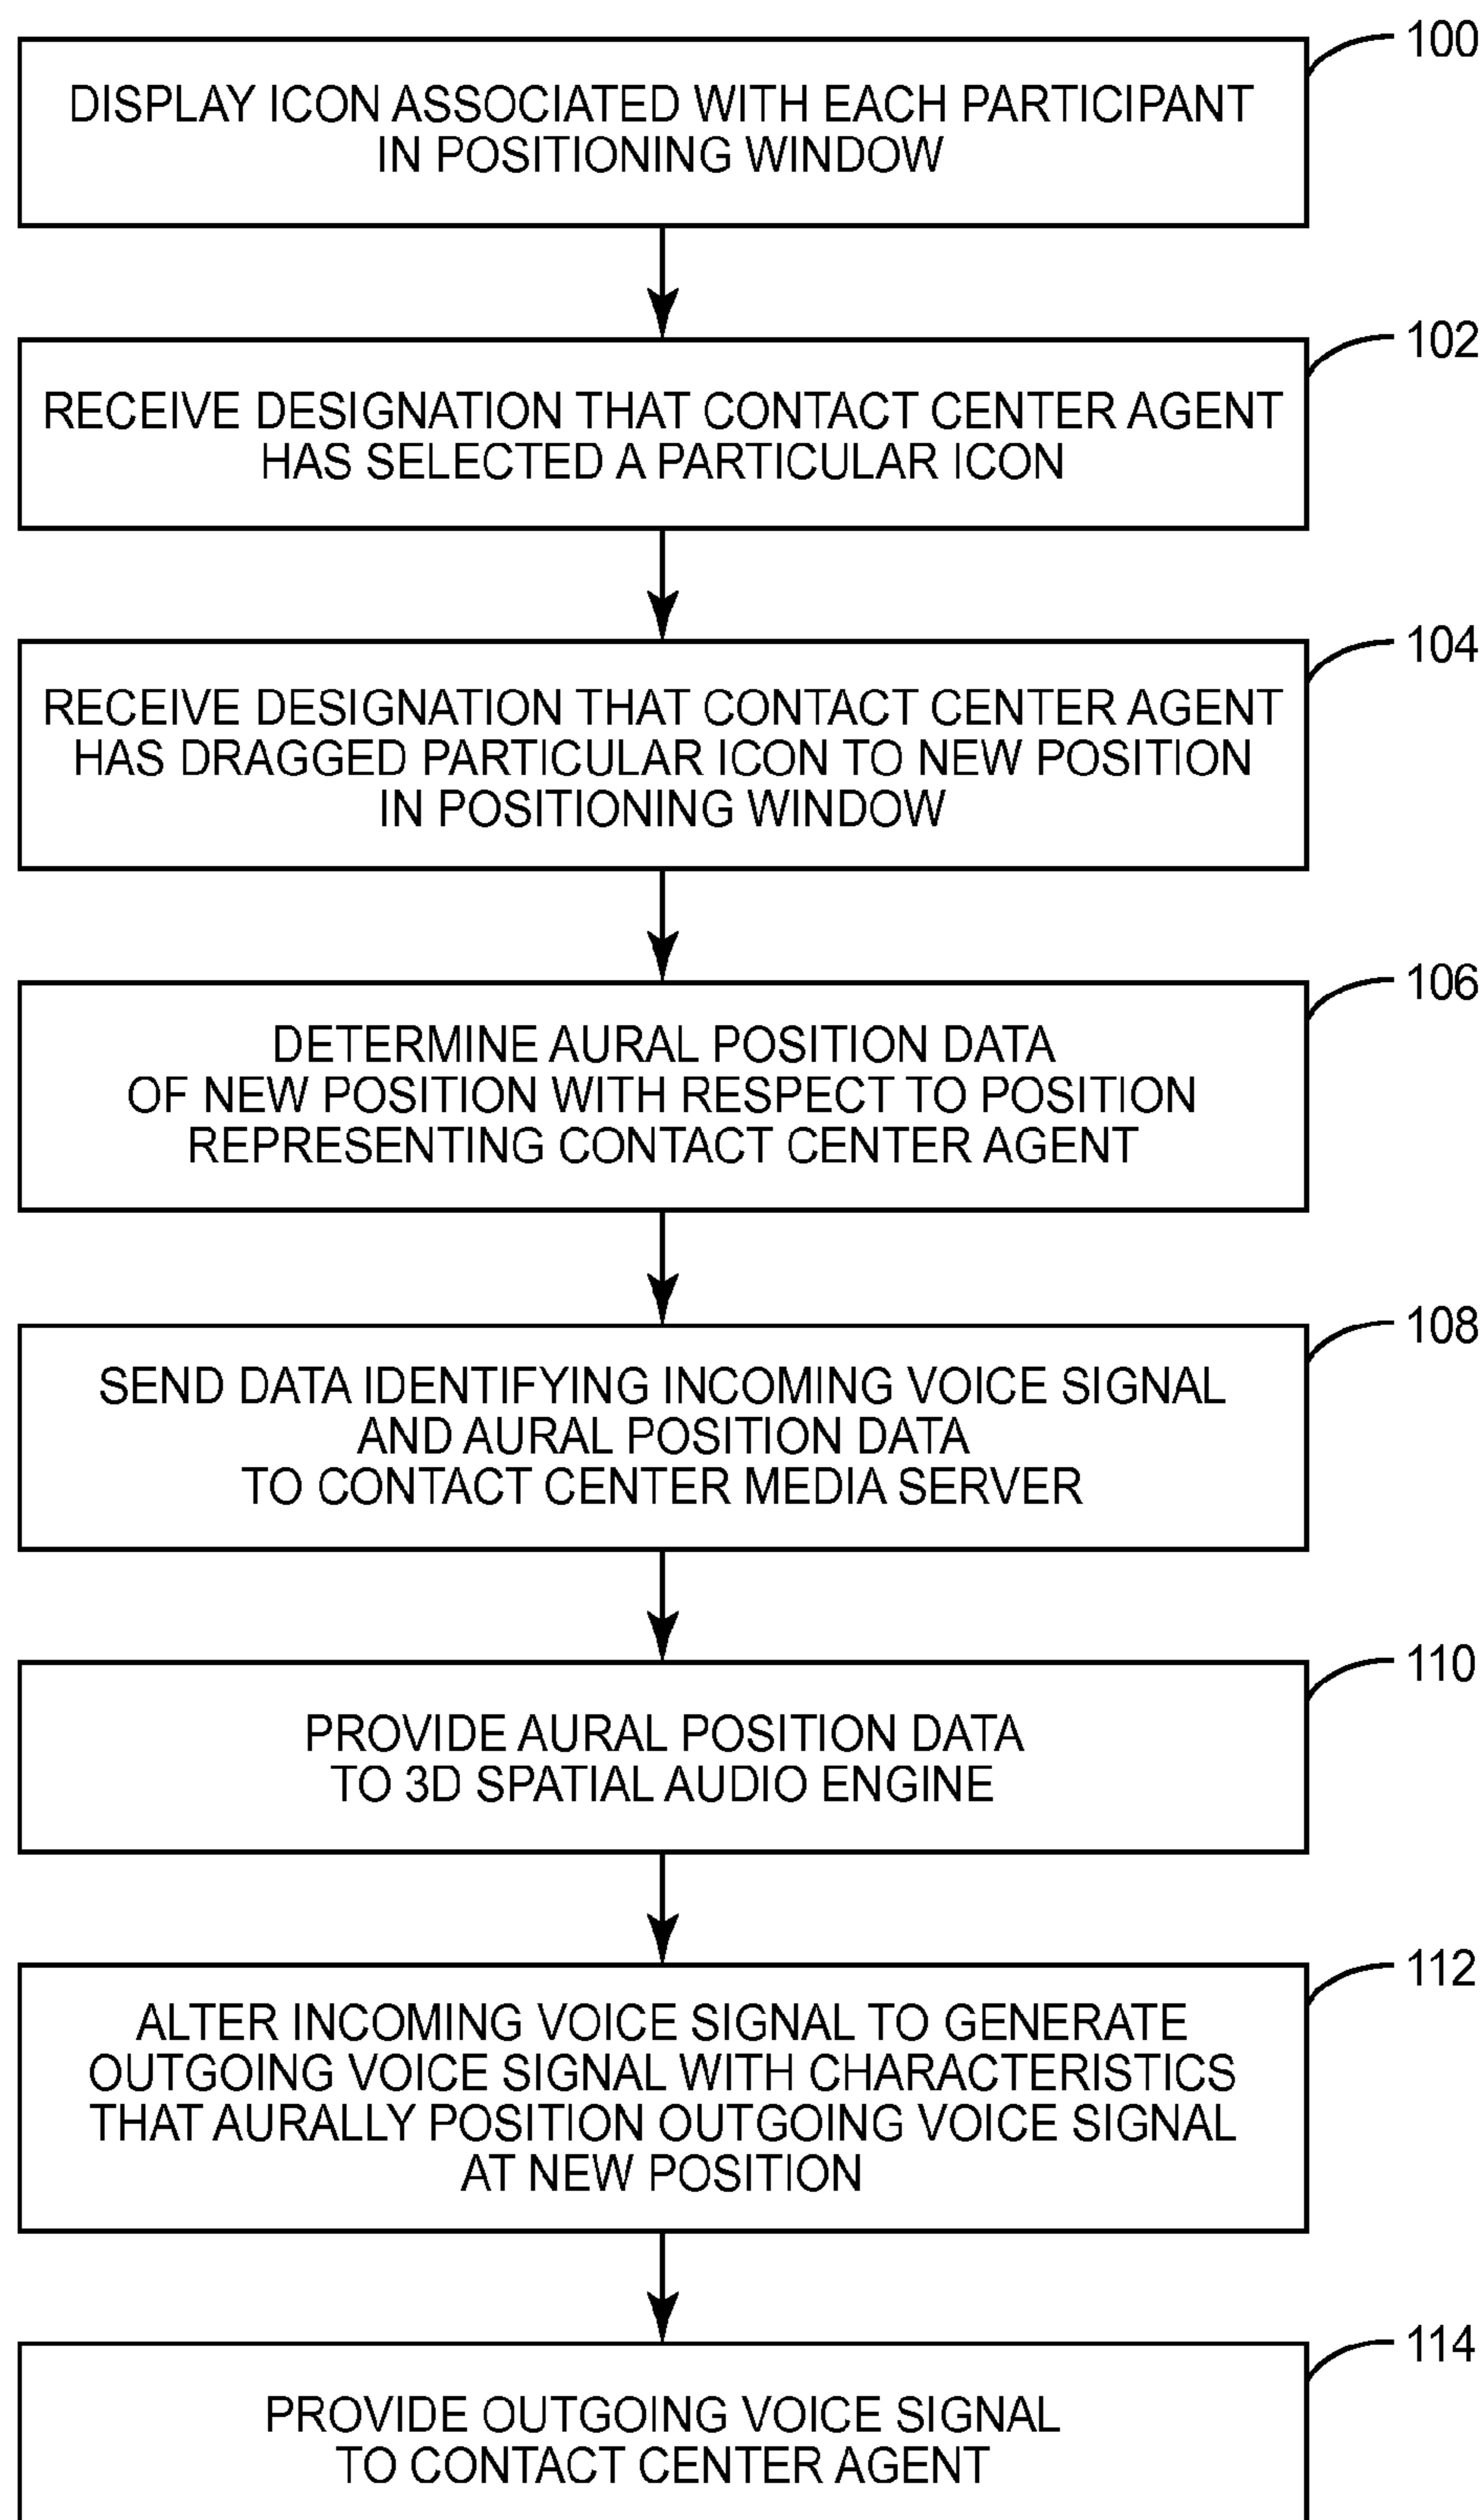 100
DISPLAY ICON ASSOCIATED WITH EACH PARTICIPANT
IN POSITIONING WINDOW
102
RECEIVE DESIGNATION THAT CONTACT CENTER AGENT
HAS SELECTED A PARTICULAR ICON
104
RECEIVE DESIGNATION THAT CONTACT CENTER AGENT
HAS DRAGGED PARTICULAR ICON TO NEW POSITION
IN POSITIONING WINDOW
106
DETERMINE AURAL POSITION DATA
OF NEW POSITION WITH RESPECT TO POSITION
REPRESENTING CONTACT CENTER AGENT
108
SEND DATA IDENTIFYING INCOMING VOICE SIGNAL
AND AURAL POSITION DATA
TO CONTACT CENTER MEDIA SERVER
110
PROVIDE AURAL POSITION DATA
TO 3D SPATIAL AUDIO ENGINE
112
ALTER INCOMING VOICE SIGNAL TO GENERATE
OUTGOING VOICE SIGNAL WITH CHARACTERISTICS
THAT AURALLY POSITION OUTGOING VOICE SIGNAL
AT NEW POSITION
114
PROVIDE OUTGOING VOICE SIGNAL
TO CONTACT CENTER AGENT